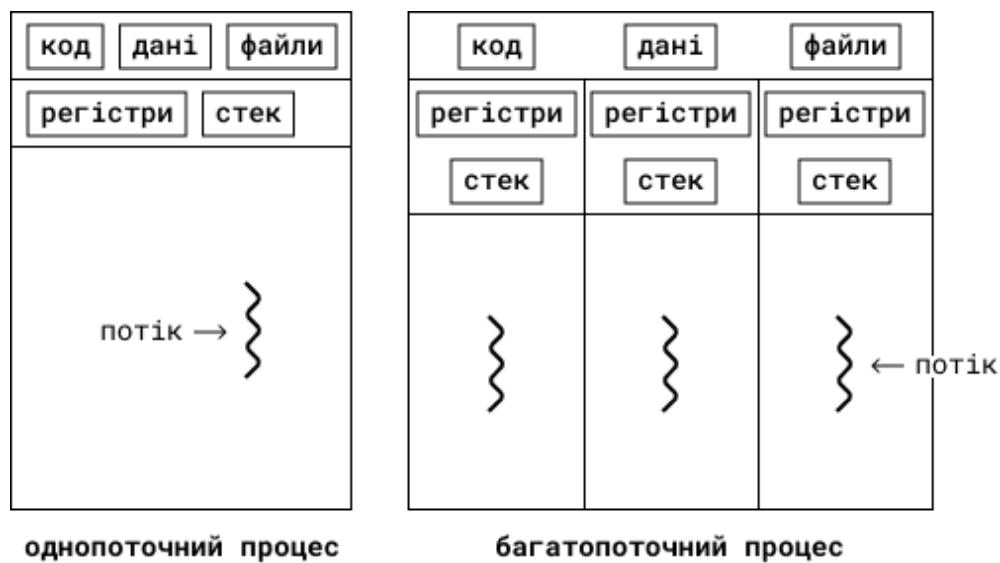 код дані файли
регістри стек
потік
однопоточний процес
код дані файли
регістри регістри регістри
стек стек стек
потік
багатопоточний процес